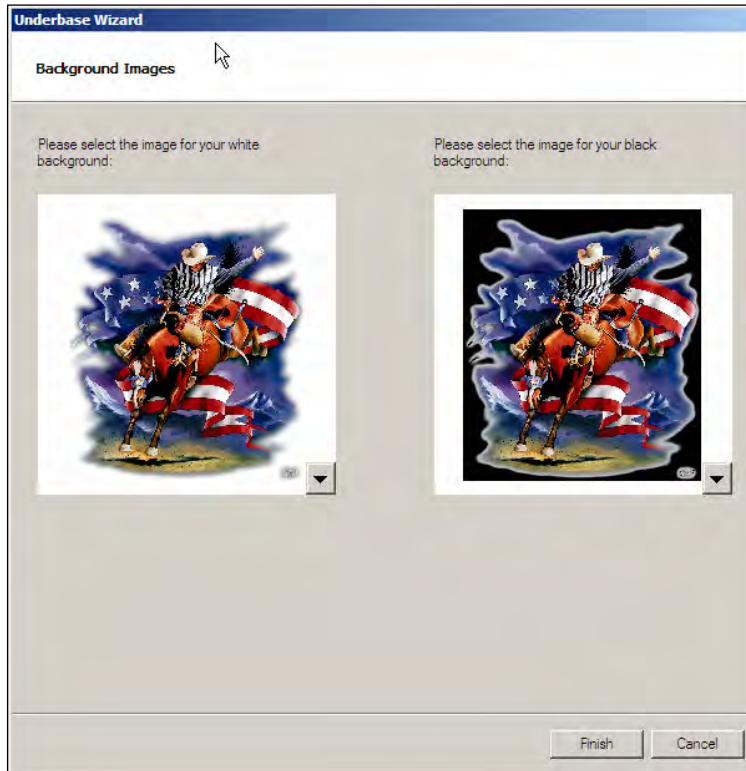 Underbase Wizard
Background Images
Please select the image for your white
background:
Please select the image for your black
background:
Finish
Cancel